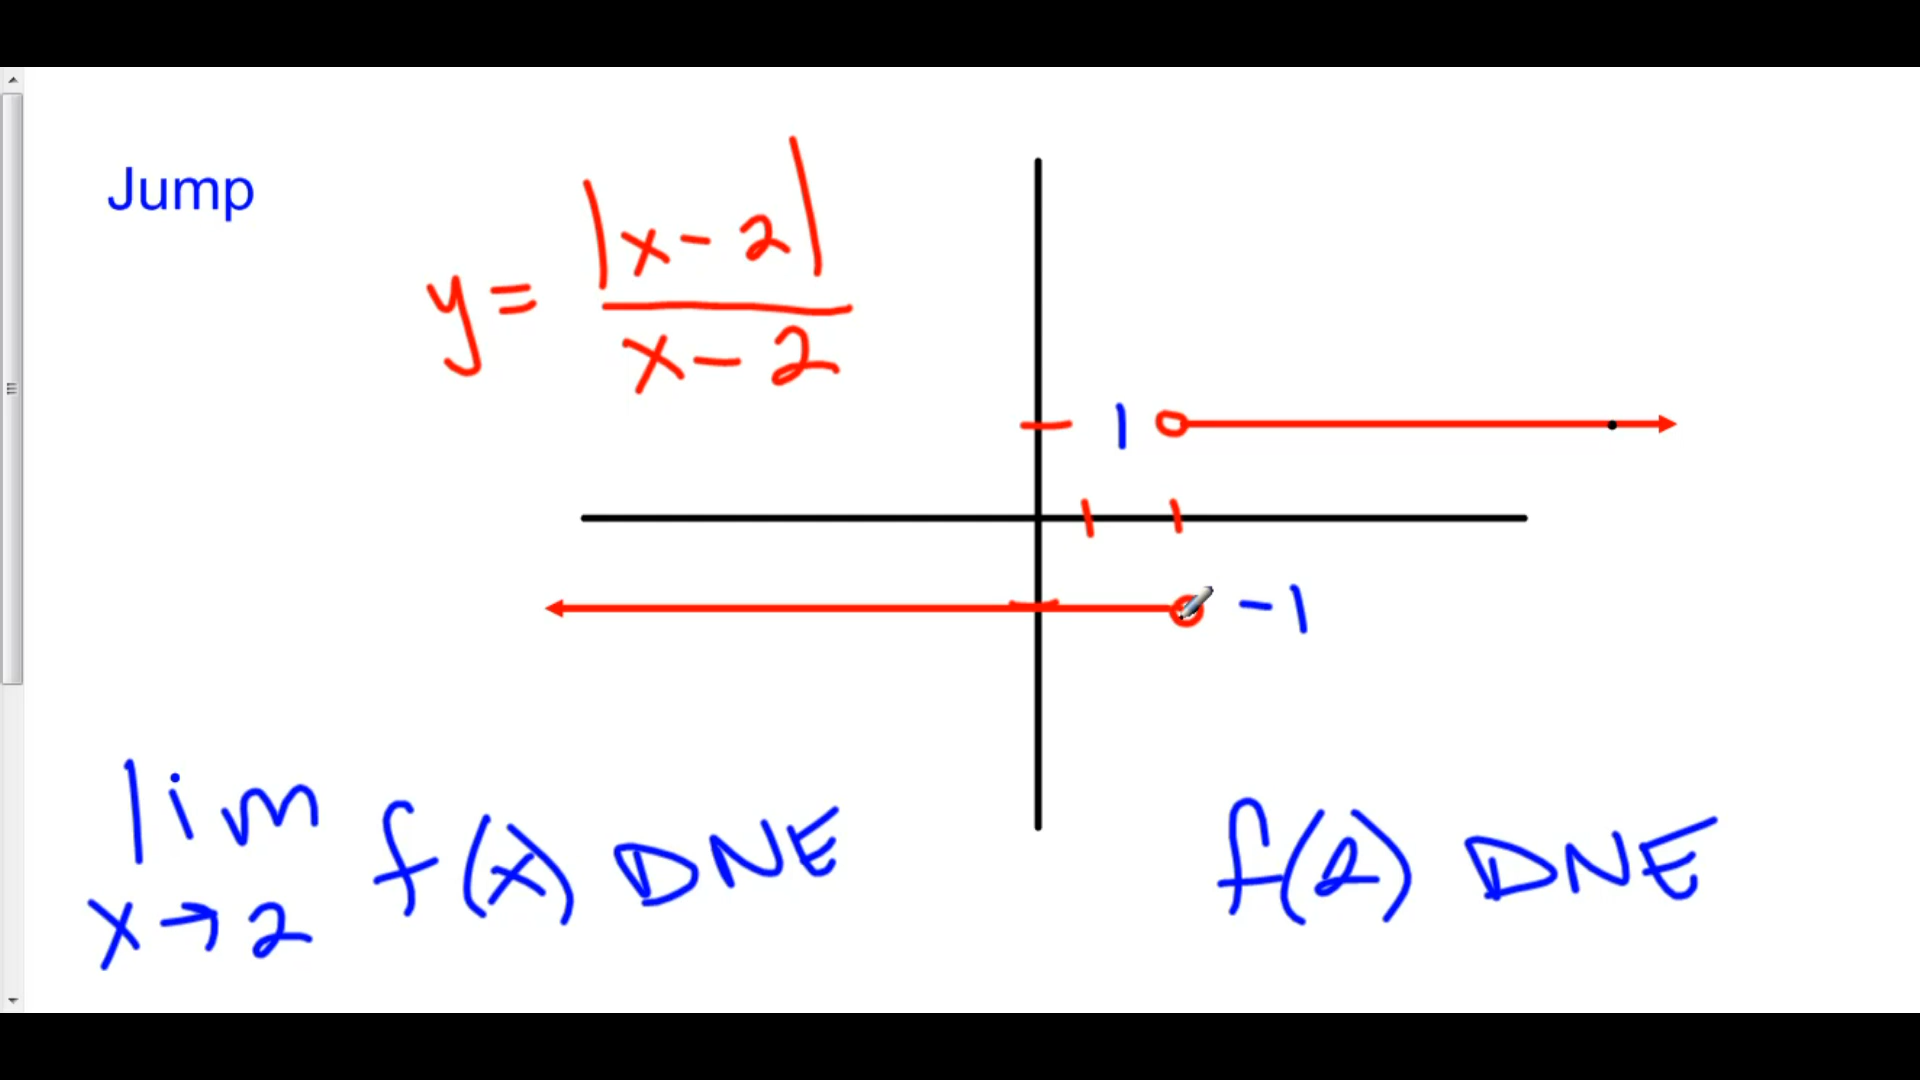 Jump
y = |x - 2|
x - 2
1
-1
lim f(x) DNE
x → 2
f(2) DNE